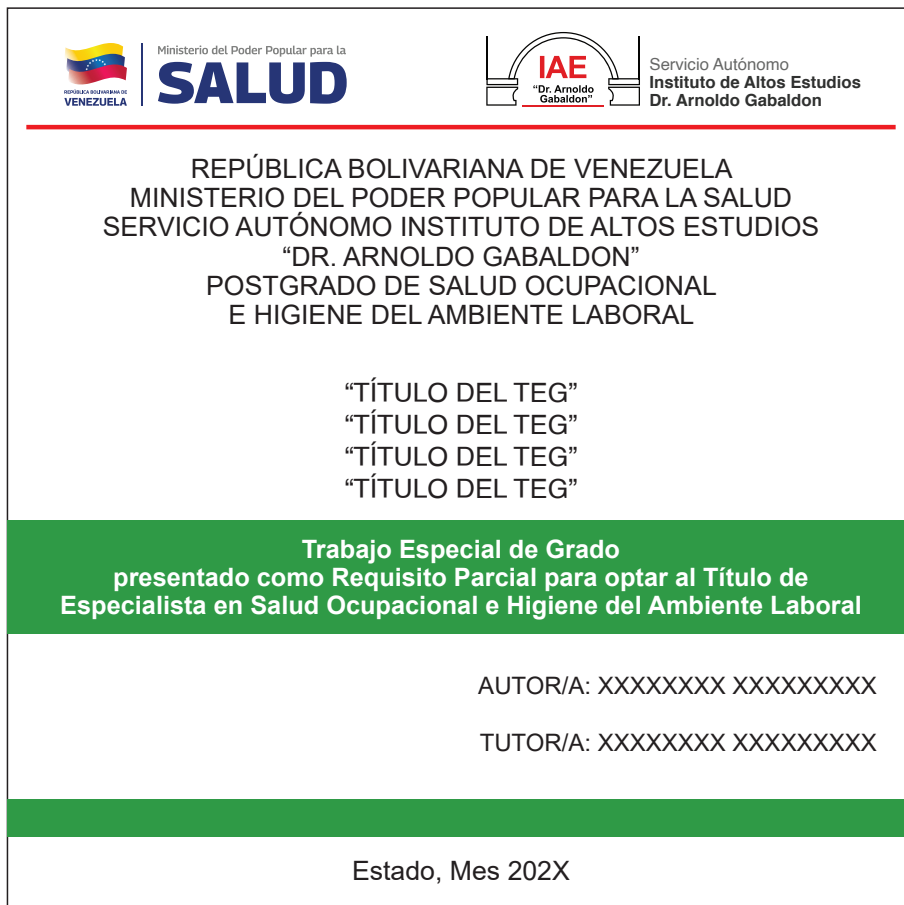 REPÚBLICA BOLIVARIANA DE
VENEZUELA
Ministerio del Poder Popular para la
SALUD
IAE
“Dr. Arnoldo
Gabaldon”
Servicio Autónomo
Instituto de Altos Estudios
Dr. Arnoldo Gabaldon
REPÚBLICA BOLIVARIANA DE VENEZUELA
MINISTERIO DEL PODER POPULAR PARA LA SALUD
SERVICIO AUTÓNOMO INSTITUTO DE ALTOS ESTUDIOS
“DR. ARNOLDO GABALDON”
POSTGRADO DE SALUD OCUPACIONAL
E HIGIENE DEL AMBIENTE LABORAL
“TÍTULO DEL TEG”
“TÍTULO DEL TEG”
“TÍTULO DEL TEG”
“TÍTULO DEL TEG”
Trabajo Especial de Grado
presentado como Requisito Parcial para optar al Título de
Especialista en Salud Ocupacional e Higiene del Ambiente Laboral
AUTOR/A: XXXXXXXX XXXXXXXXX
TUTOR/A: XXXXXXXX XXXXXXXXX
Estado, Mes 202X